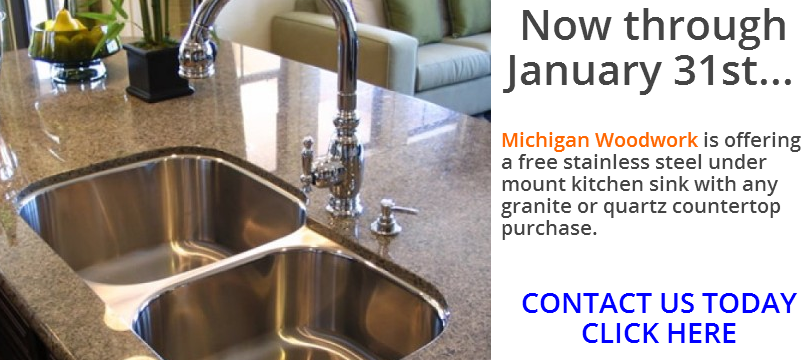 Now through
January 31st...
Michigan Woodwork is offering
a free stainless steel under
mount kitchen sink with any
granite or quartz countertop
purchase.
CONTACT US TODAY
CLICK HERE